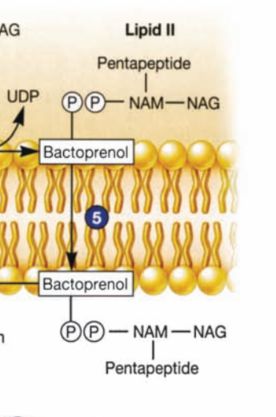 AG
Lipid II
Pentapeptide
UDP
P P NAM NAG
Bactoprenol
5
Bactoprenol
P P NAM NAG
Pentapeptide